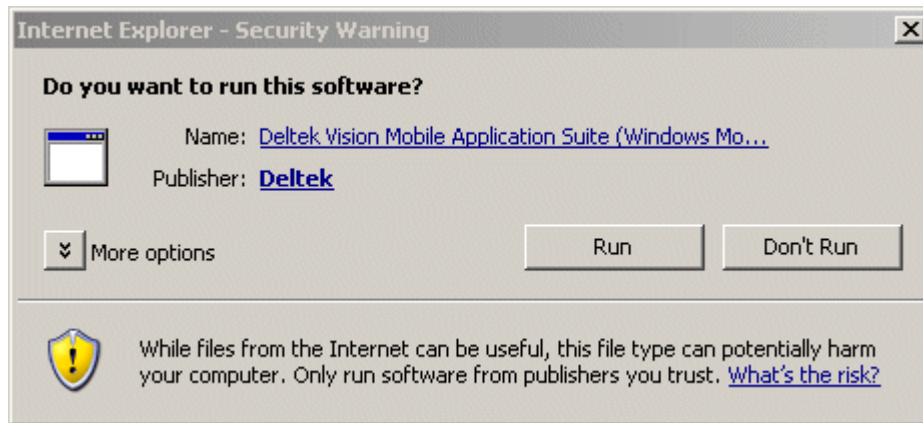 Internet Explorer - Security Warning
Do you want to run this software?
Name: Deltek Vision Mobile Application Suite (Windows Mo...
Publisher: Deltek
More options
Run
Don't Run
While files from the Internet can be useful, this file type can potentially harm
your computer. Only run software from publishers you trust. What's the risk?